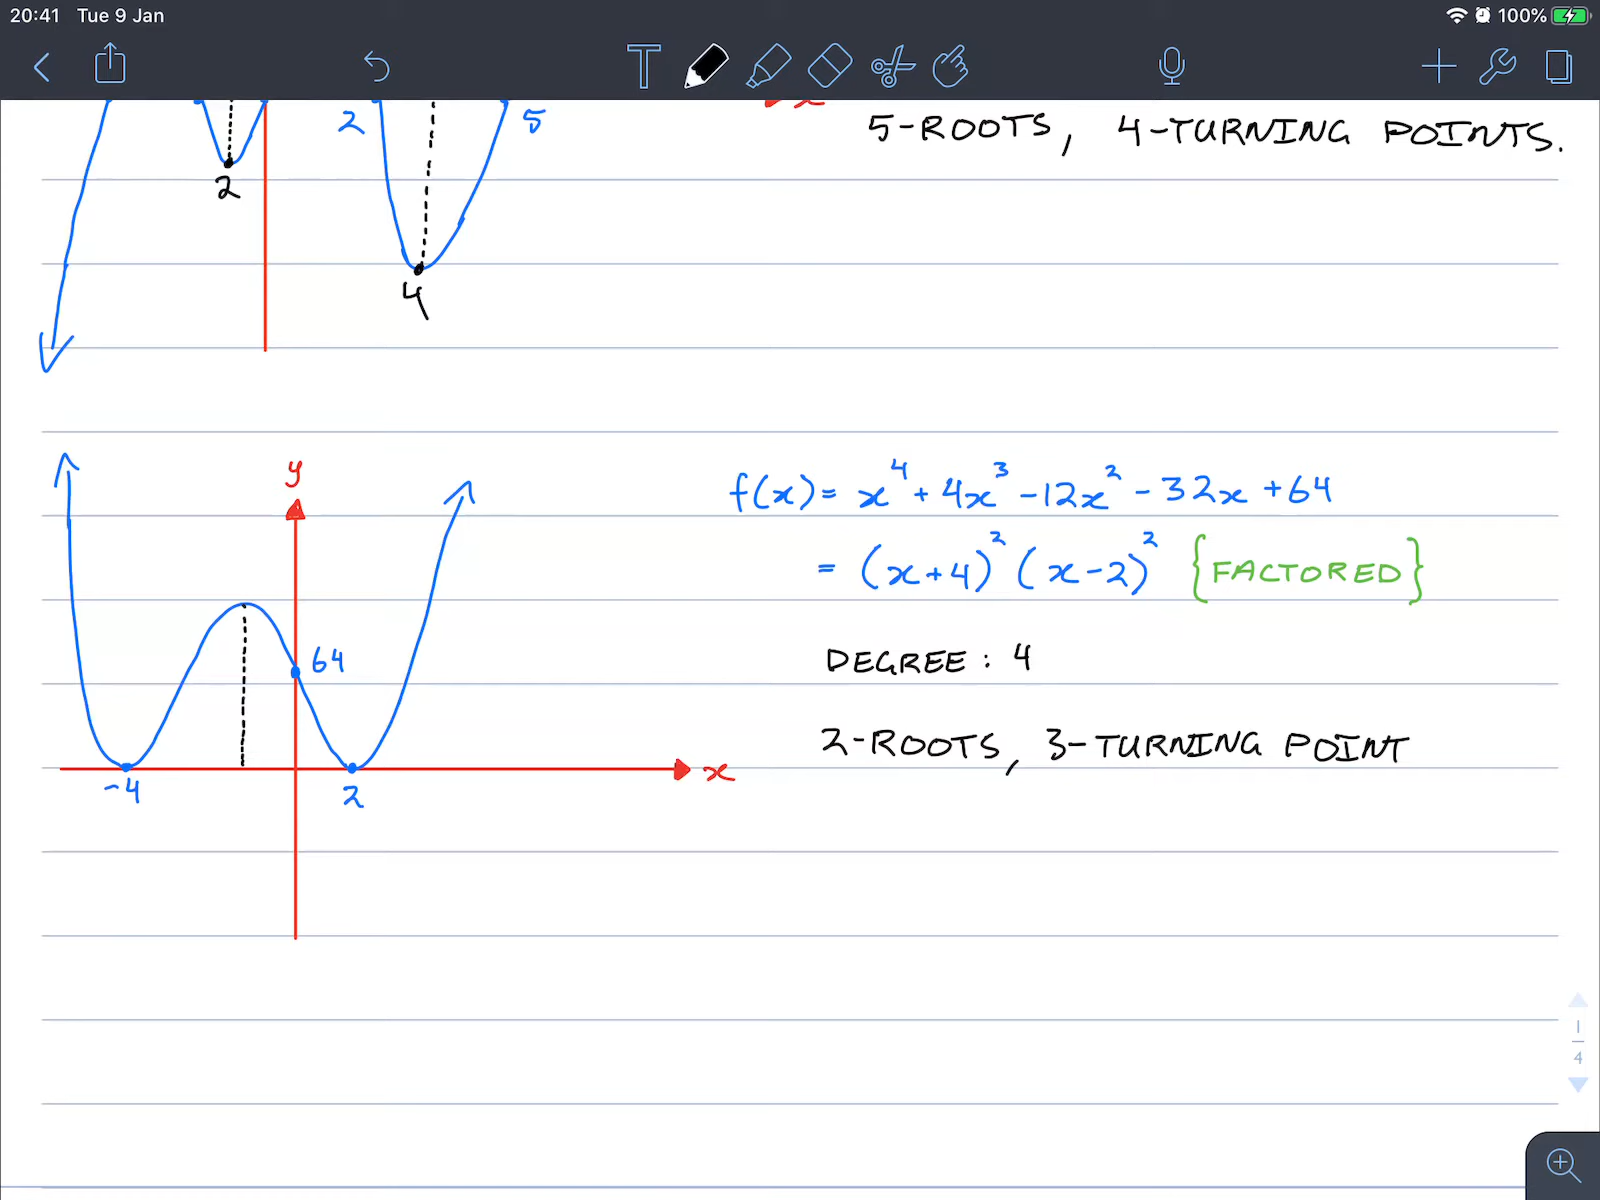 20:41 Tue 9 Jan 100%
T
x
2 5
5-ROOTS, 4-TURNING POINTS.
2
4
y
f(x)= x⁴+4x³-12x²-32x+64
= (x+4)²(x-2)² {FACTORED}
64
DEGREE: 4
2-ROOTS, 3-TURNING POINT
x
-4 2
1
4